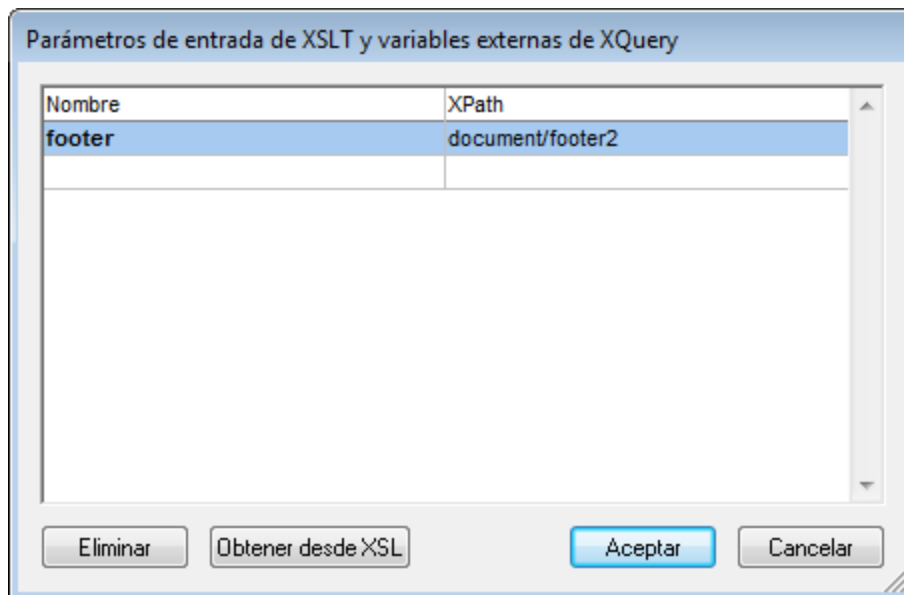 Parámetros de entrada de XSLT y variables externas de XQuery
Nombre XPath
footer document/footer2
Eliminar Obtener desde XSL Aceptar Cancelar